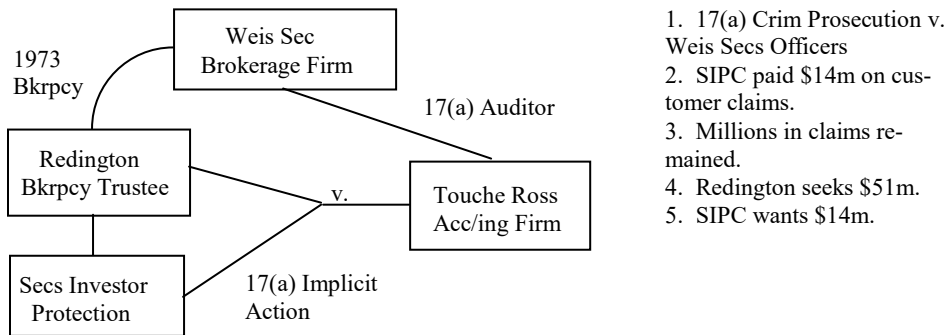 Weis Sec
Brokerage Firm
1973
Bkrpcy
17(a) Auditor
Redington
Bkrpcy Trustee
v.
Touche Ross
Acc/ing Firm
Secs Investor
Protection
17(a) Implicit
Action
1. 17(a) Crim Prosecution v.
Weis Secs Officers
2. SIPC paid $14m on cus-
tomer claims.
3. Millions in claims re-
mained.
4. Redington seeks $51m.
5. SIPC wants $14m.